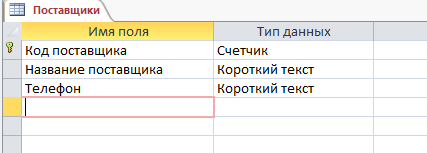 Поставщики
Имя поля Тип данных
Код поставщика Счетчик
Название поставщика Короткий текст
Телефон Короткий текст